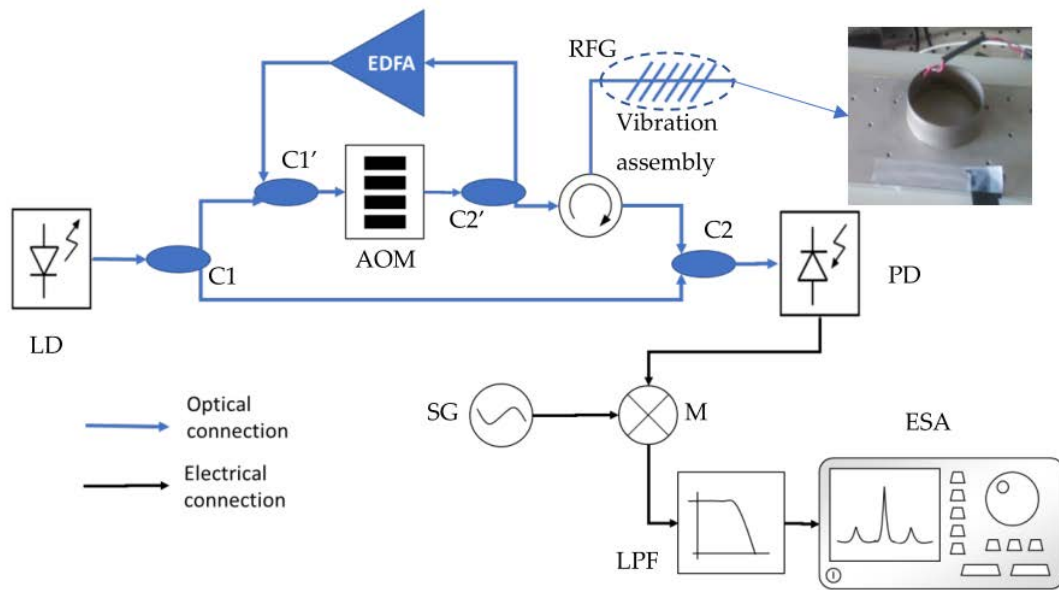 EDFA
RFG
Vibration
assembly
C1’
C2’
AOM
C1
C2
LD
PD
SG
M
ESA
LPF
Optical
connection
Electrical
connection